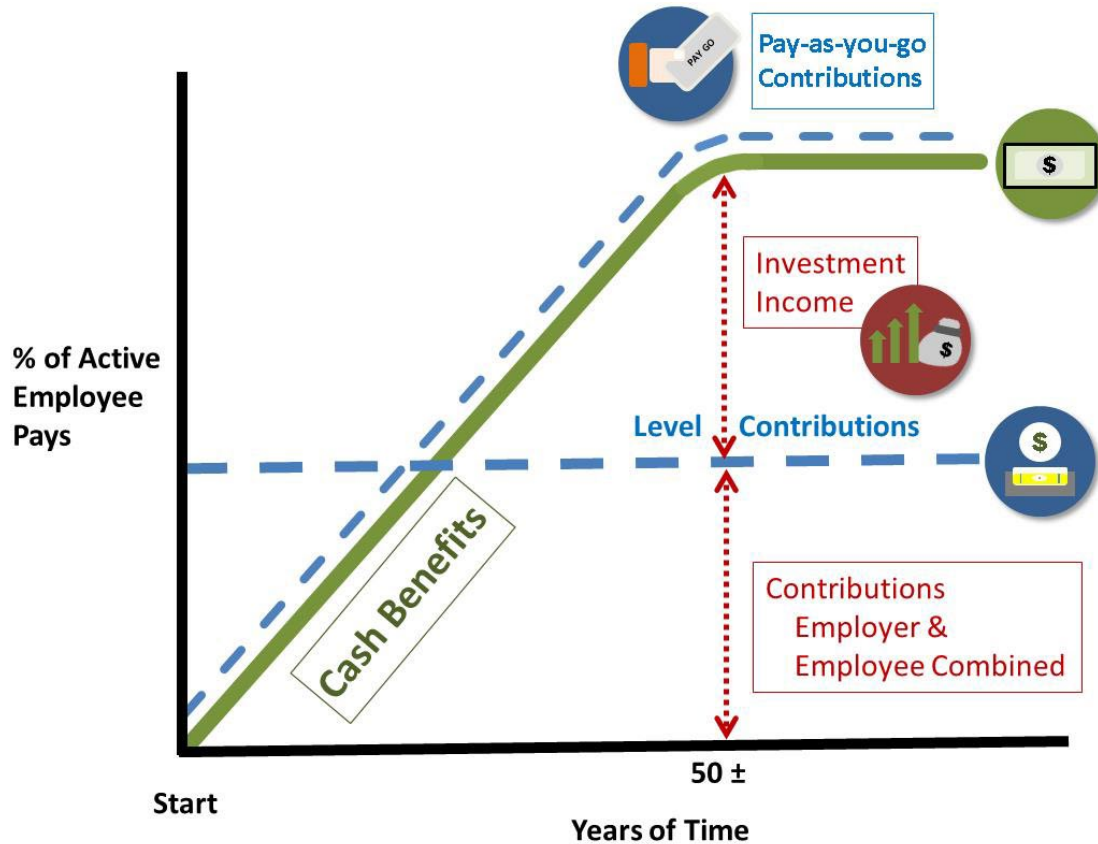 PAY GO
Pay-as-you-go
Contributions
$
Investment
Income
$
% of Active
Employee
Pays
Level Contributions
$
Cash Benefits
Contributions
Employer &
Employee Combined
50 ±
Start
Years of Time